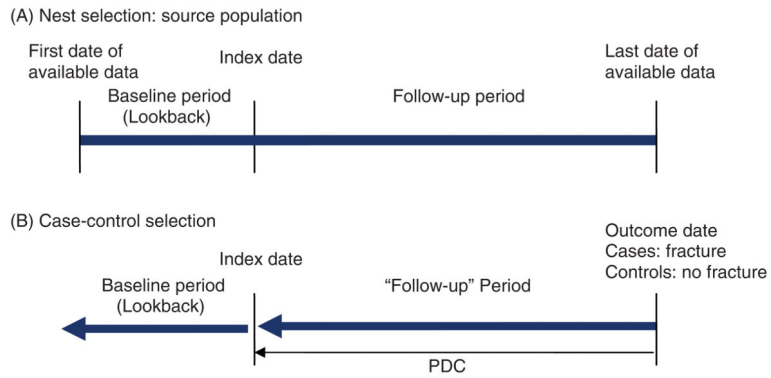 (A) Nest selection: source population
First date of
available data
Index date
Last date of
available data
Baseline period
(Lookback)
Follow-up period
(B) Case-control selection
Outcome date
Cases: fracture
Controls: no fracture
Index date
Baseline period
(Lookback)
“Follow-up” Period
PDC